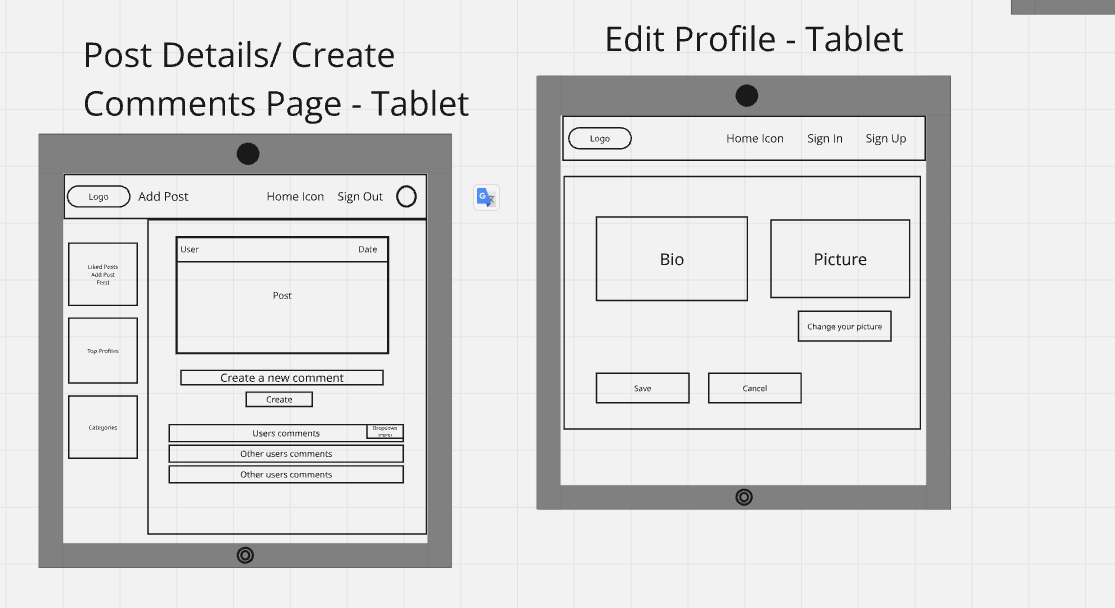 Post Details/ Create
Comments Page - Tablet
Logo
Add Post
Home Icon
Sign Out
Liked Posts
Add Post
Feed
Top Profiles
Categories
User
Date
Post
Create a new comment
Create
Users comments
Dropdown
menu
Other users comments
Other users comments
G
Edit Profile - Tablet
Logo
Home Icon
Sign In
Sign Up
Bio
Picture
Change your picture
Save
Cancel